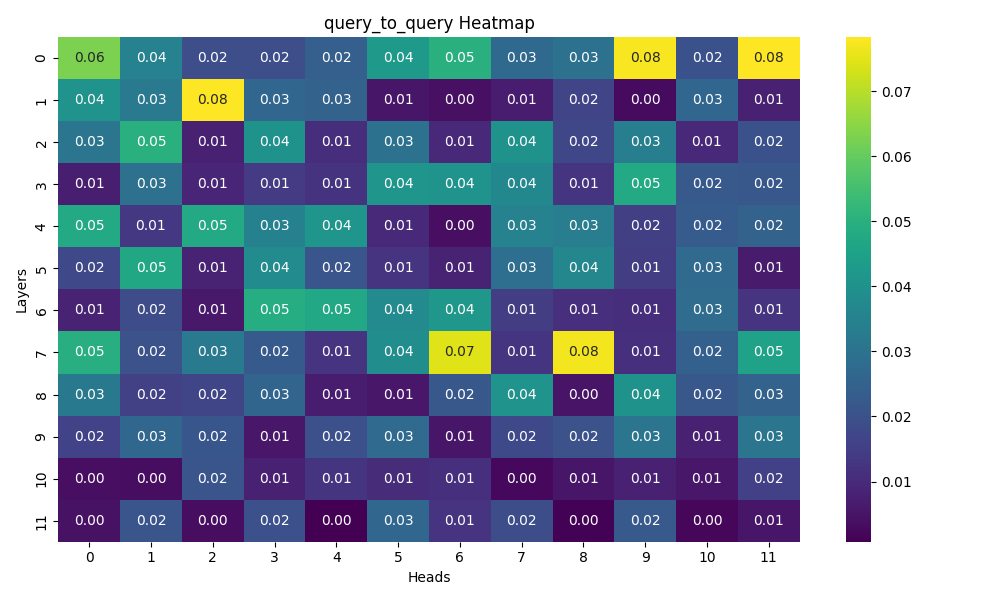 query_to_query Heatmap
0 0.06 0.04 0.02 0.02 0.02 0.04 0.05 0.03 0.03 0.08 0.02 0.08
1 0.04 0.03 0.08 0.03 0.03 0.01 0.00 0.01 0.02 0.00 0.03 0.01
2 0.03 0.05 0.01 0.04 0.01 0.03 0.01 0.04 0.02 0.03 0.01 0.02
3 0.01 0.03 0.01 0.01 0.01 0.04 0.04 0.04 0.01 0.05 0.02 0.02
4 0.05 0.01 0.05 0.03 0.04 0.01 0.00 0.03 0.03 0.02 0.02 0.02
5 0.02 0.05 0.01 0.04 0.02 0.01 0.01 0.03 0.04 0.01 0.03 0.01
6 0.01 0.02 0.01 0.05 0.05 0.04 0.04 0.01 0.01 0.01 0.03 0.01
7 0.05 0.02 0.03 0.02 0.01 0.04 0.07 0.01 0.08 0.01 0.02 0.05
8 0.03 0.02 0.02 0.03 0.01 0.01 0.02 0.04 0.00 0.04 0.02 0.03
9 0.02 0.03 0.02 0.01 0.02 0.03 0.01 0.02 0.02 0.03 0.01 0.03
10 0.00 0.00 0.02 0.01 0.01 0.01 0.01 0.00 0.01 0.01 0.01 0.02
11 0.00 0.02 0.00 0.02 0.00 0.03 0.01 0.02 0.00 0.02 0.00 0.01
0 1 2 3 4 5 6 7 8 9 10 11
Heads
Layers
0.07
0.06
0.05
0.04
0.03
0.02
0.01